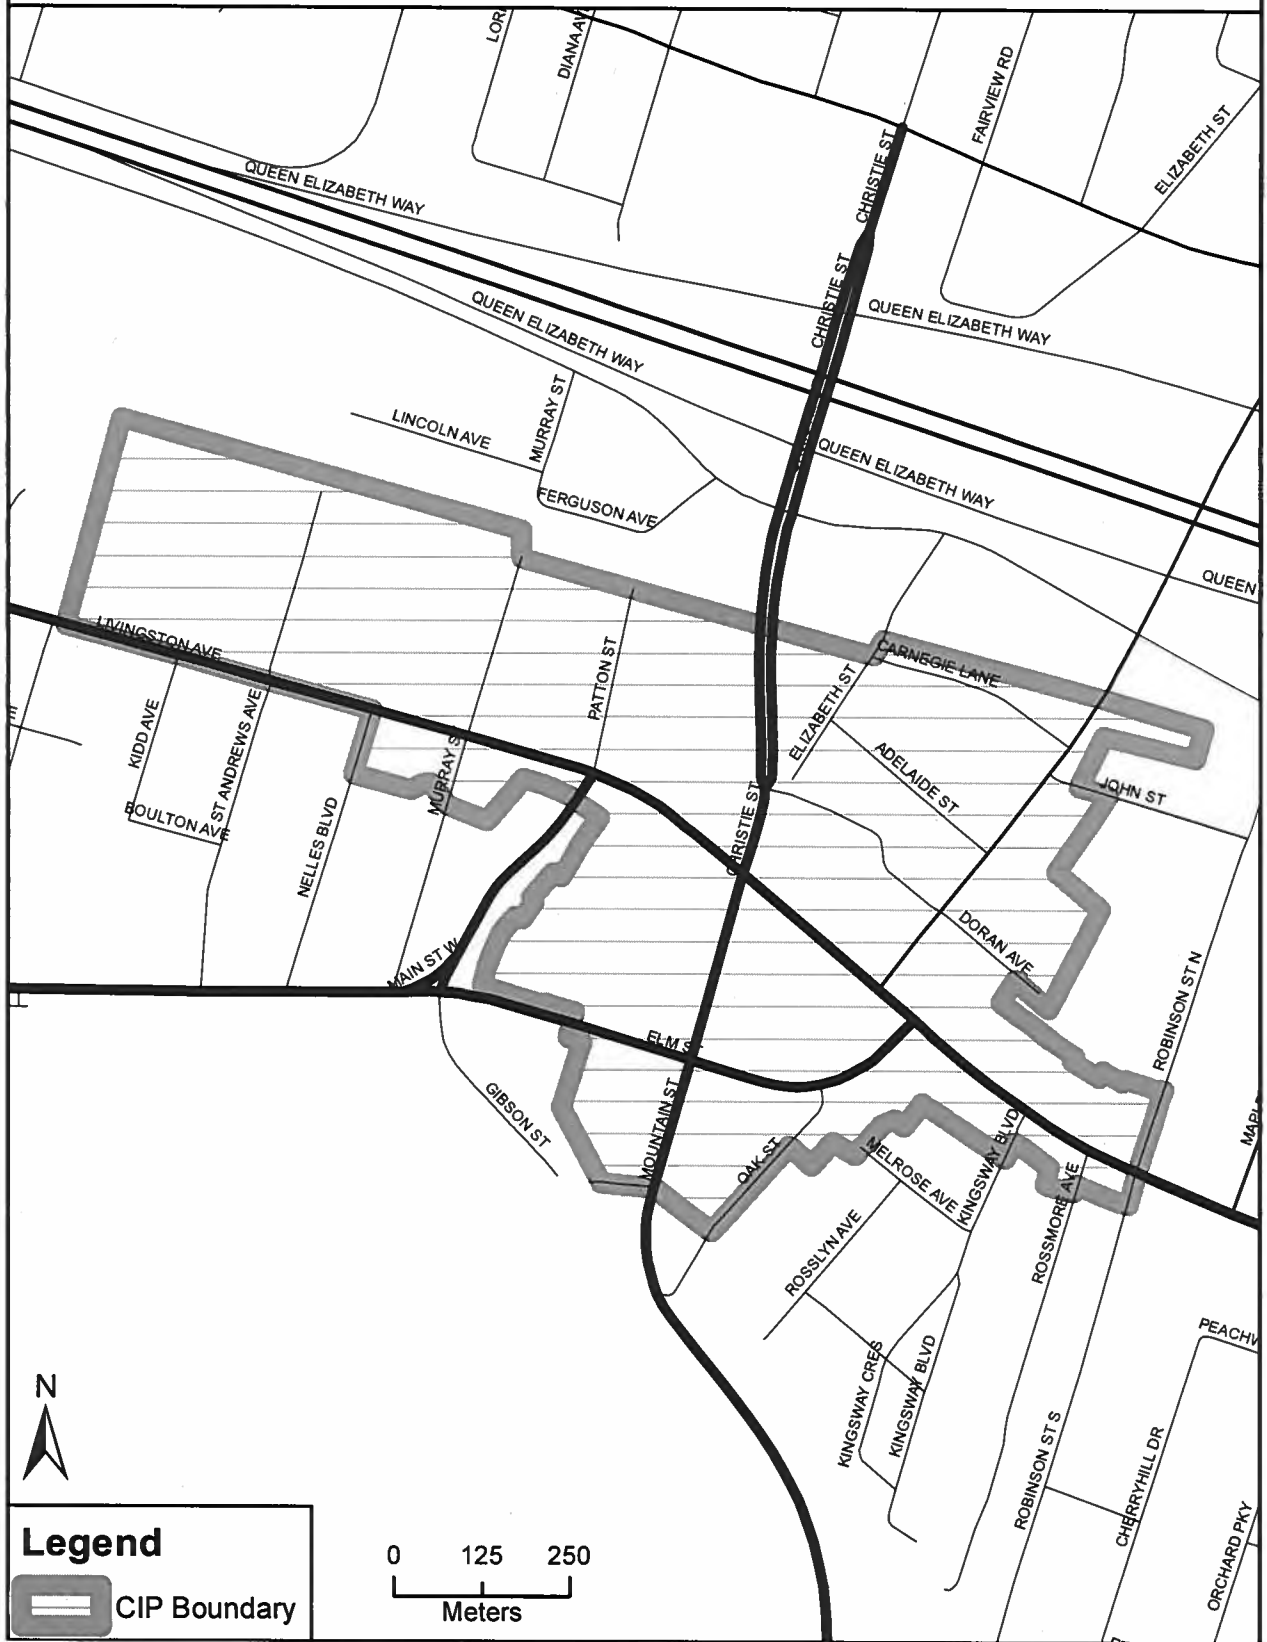 DIANA AV
FAIRVIEW RD
ELIZABETH ST
CHRISTIE ST
QUEEN ELIZABETH WAY
CHRISTIE ST
QUEEN ELIZABETH WAY
QUEEN ELIZABETH WAY
MURRAY ST
LINCOLN AVE
QUEEN ELIZABETH WAY
FERGUSON AVE
QUEEN
LIVINGSTON AVE
CARNEGIE LANE
PATTON ST
ELIZABETH ST
KIDD AVE
ST ANDREWS AVE
MURRAY S
ADELAIDE ST
JOHN ST
BOULTON AVE
NELLES BLVD
CHRISTIE ST
DORAN AVE
MAIN ST W
ROBINSON ST N
ELM ST
GIBSON ST
MOUNTAIN ST
OAK ST
MELROSE AVE
KINGSWAY BLVD
MAPL
ROSSLYN AVE
ROSSMORE AVE
PEACHW
KINGSWAY CRES
KINGSWAY BLVD
ROBINSON ST S
CHERRYHILL DR
ORCHARD PKY
N
Legend
CIP Boundary
0 125 250
Meters